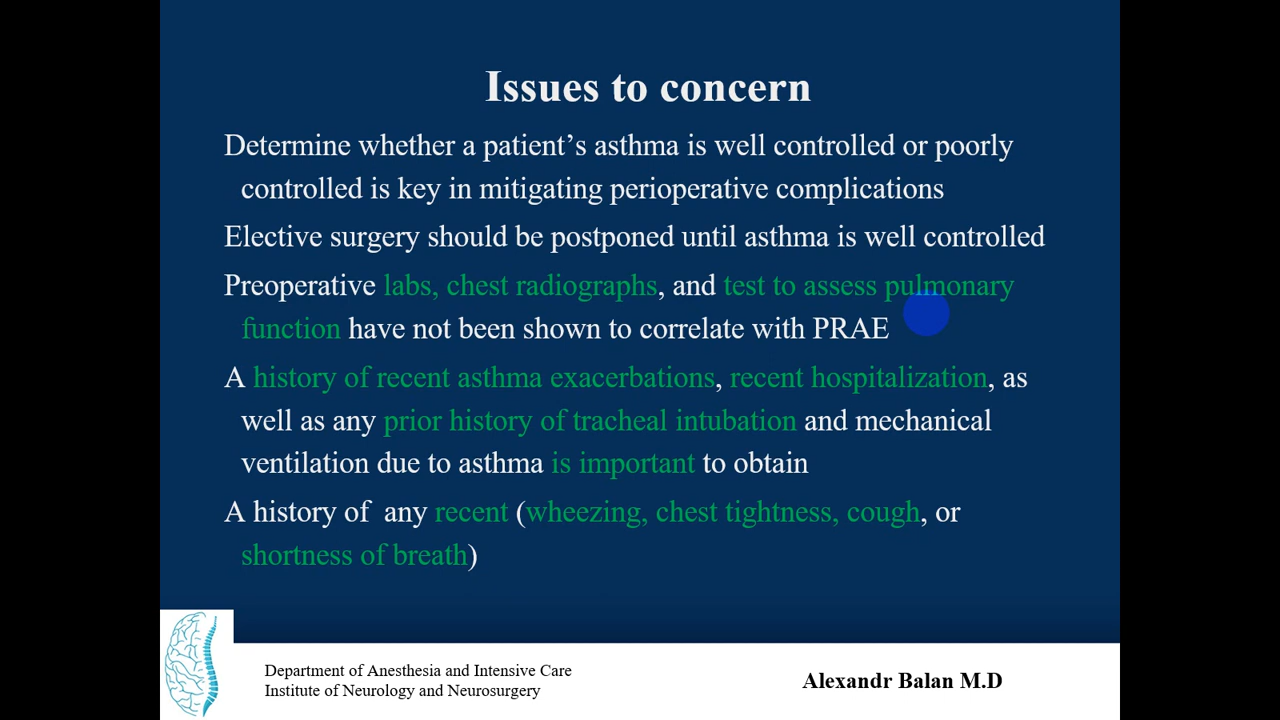 Issues to concern
Determine whether a patient’s asthma is well controlled or poorly
controlled is key in mitigating perioperative complications
Elective surgery should be postponed until asthma is well controlled
Preoperative labs, chest radiographs, and test to assess pulmonary
function have not been shown to correlate with PRAE
A history of recent asthma exacerbations, recent hospitalization, as
well as any prior history of tracheal intubation and mechanical
ventilation due to asthma is important to obtain
A history of any recent (wheezing, chest tightness, cough, or
shortness of breath)
Department of Anesthesia and Intensive Care
Institute of Neurology and Neurosurgery
Alexandr Balan M.D